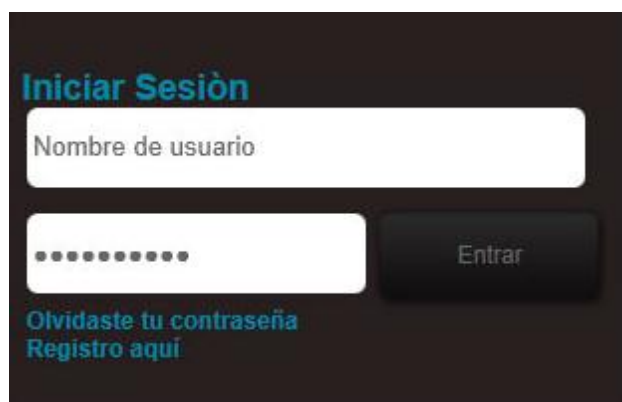 Iniciar Sesiòn
Nombre de usuario
●●●●●●●●●●
Entrar
Olvidaste tu contraseña
Registro aquí